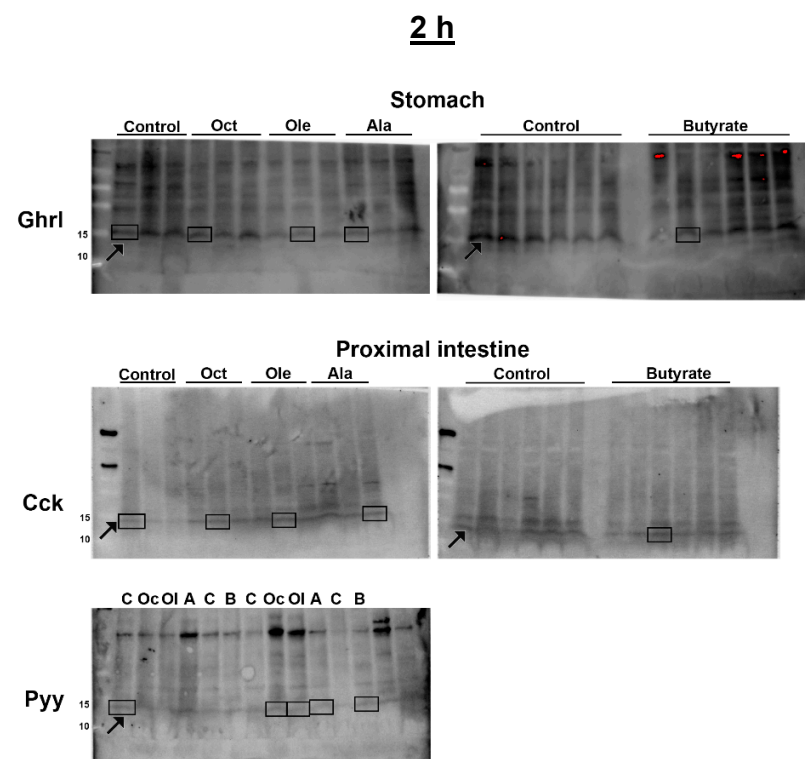 2 h
Stomach
Control Oct Ole Ala Control Butyrate
Ghrl
15
10
Proximal intestine
Control Oct Ole Ala Control Butyrate
Cck
15
10
C Oc Ol A C B C Oc Ol A C B
Pyy
15
10